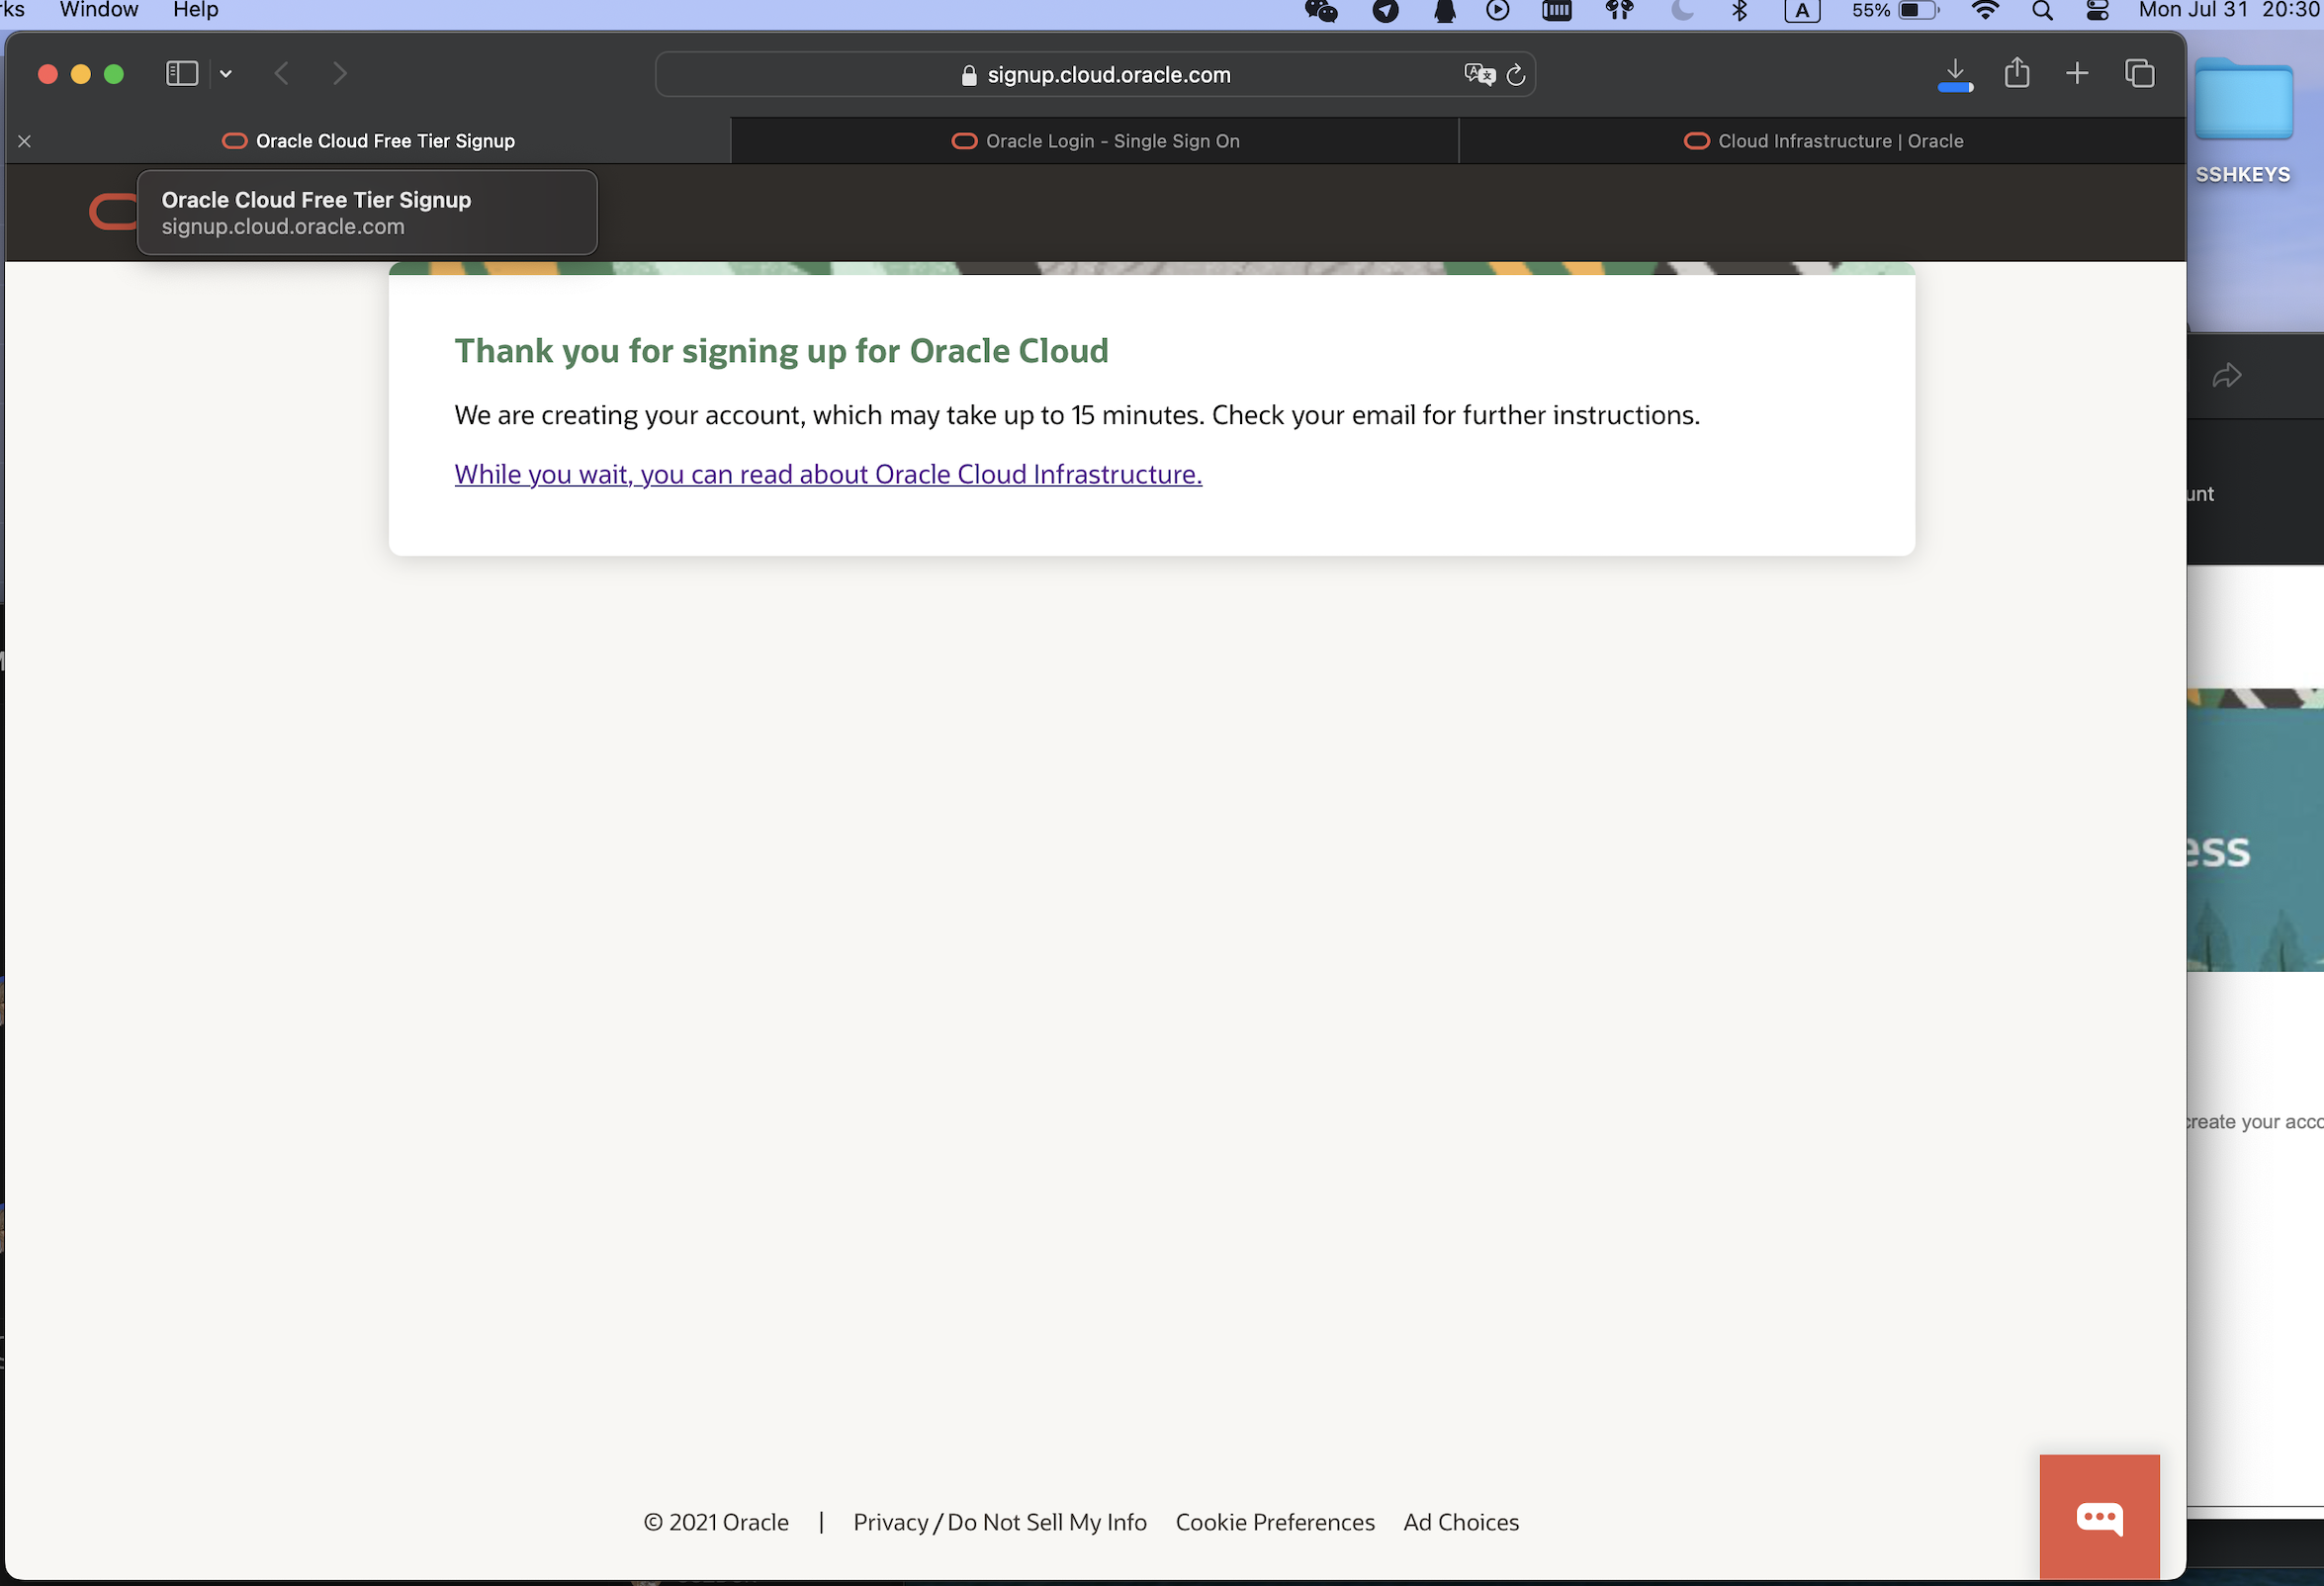 Window Help
A 55% Mon Jul 31 20:30
signup.cloud.oracle.com
Oracle Cloud Free Tier Signup
Oracle Login - Single Sign On
Cloud Infrastructure | Oracle
SSHKEYS
Oracle Cloud Free Tier Signup
signup.cloud.oracle.com
Thank you for signing up for Oracle Cloud
We are creating your account, which may take up to 15 minutes. Check your email for further instructions.
While you wait, you can read about Oracle Cloud Infrastructure.
unt
ess
create your acco
© 2021 Oracle | Privacy / Do Not Sell My Info Cookie Preferences Ad Choices